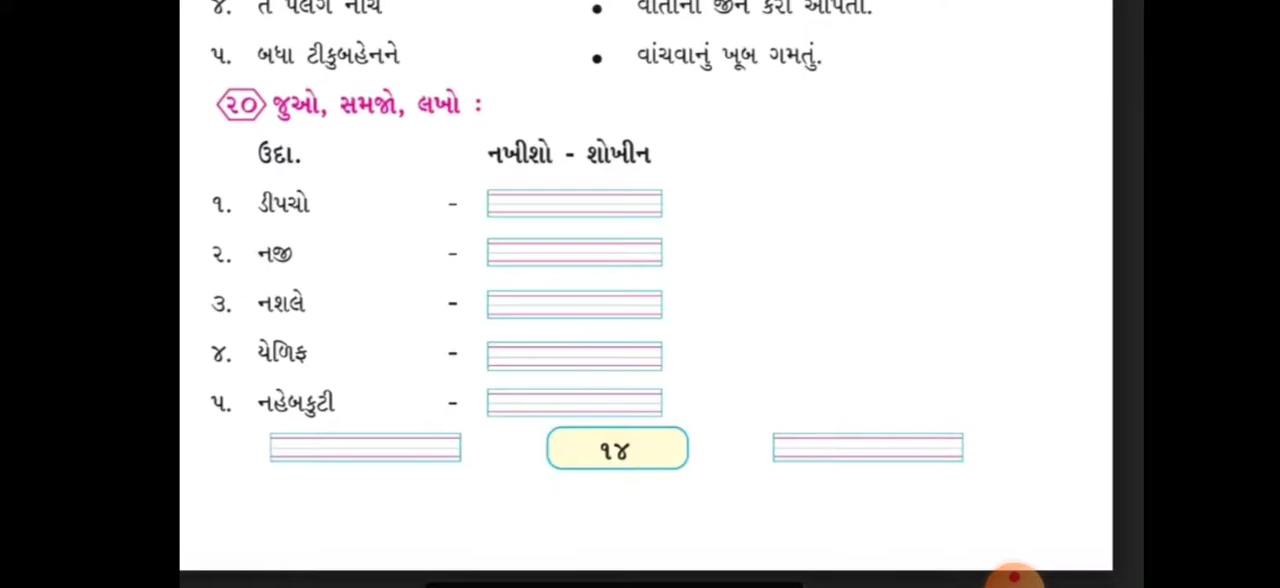 ૫. બધા ટીકુબહેનને • વાંચવાનું ખૂબ ગમતું.
૨૦ જુઓ, સમજો, લખો :
ઉદા. નખીશો - શોખીન
૧. ડીપચો -
૨. નજી -
૩. નશલે -
૪. યેળિફ -
૫. નહેબકુટી -
૧૪